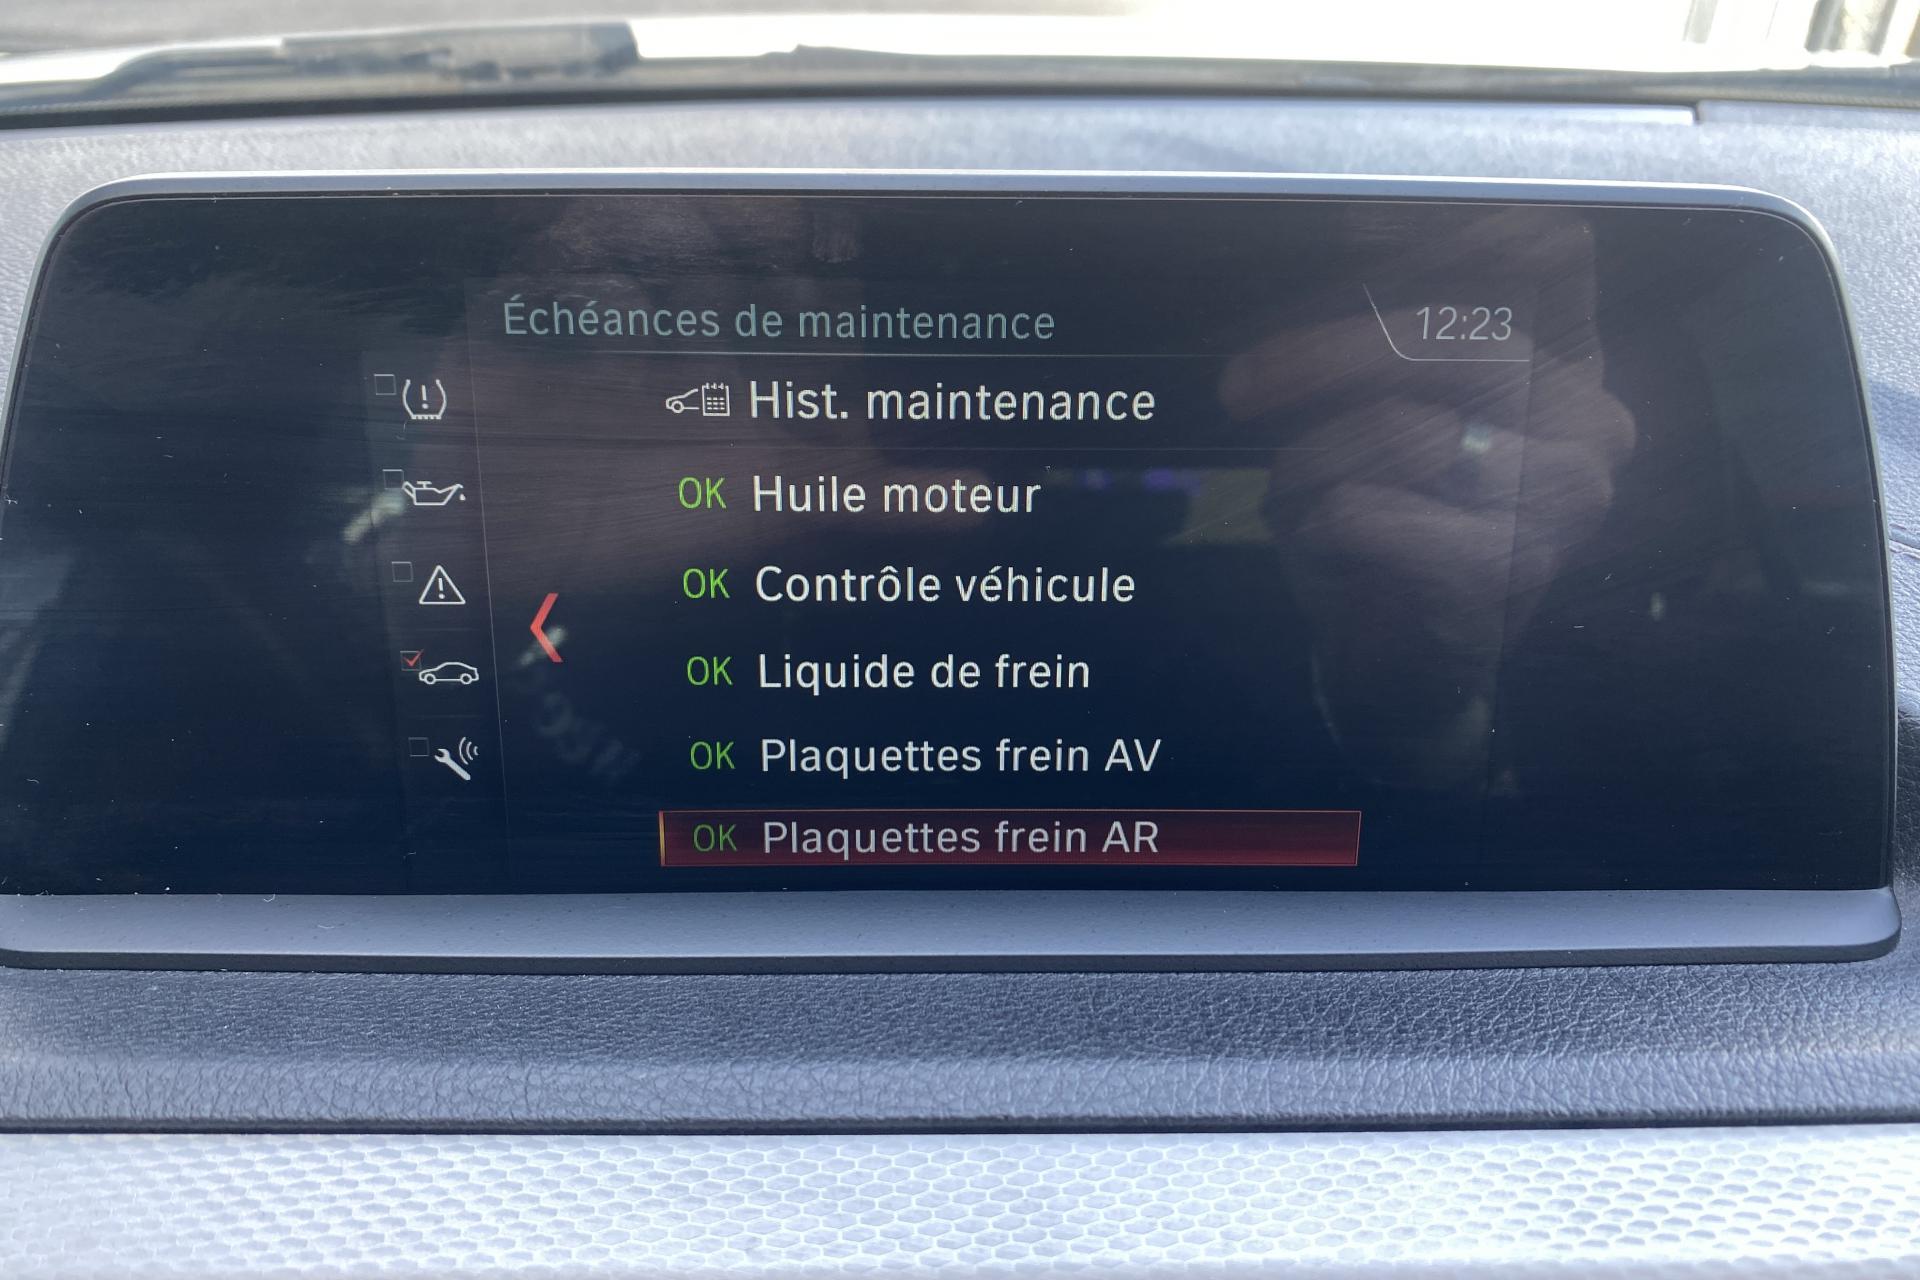 Échéances de maintenance
12:23
Hist. maintenance
OK Huile moteur
OK Contrôle véhicule
OK Liquide de frein
OK Plaquettes frein AV
OK Plaquettes frein AR